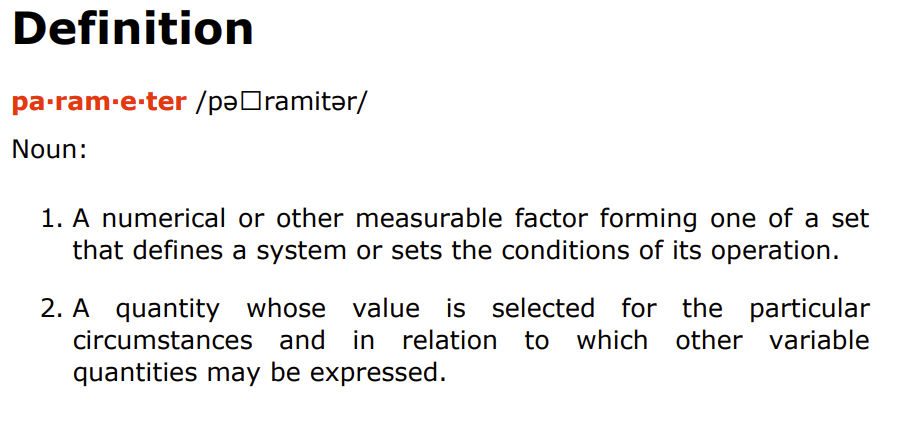 Definition
pa·ram·e·ter /pə□ramitər/
Noun:
1. A numerical or other measurable factor forming one of a set
that defines a system or sets the conditions of its operation.
2. A quantity whose value is selected for the particular
circumstances and in relation to which other variable
quantities may be expressed.